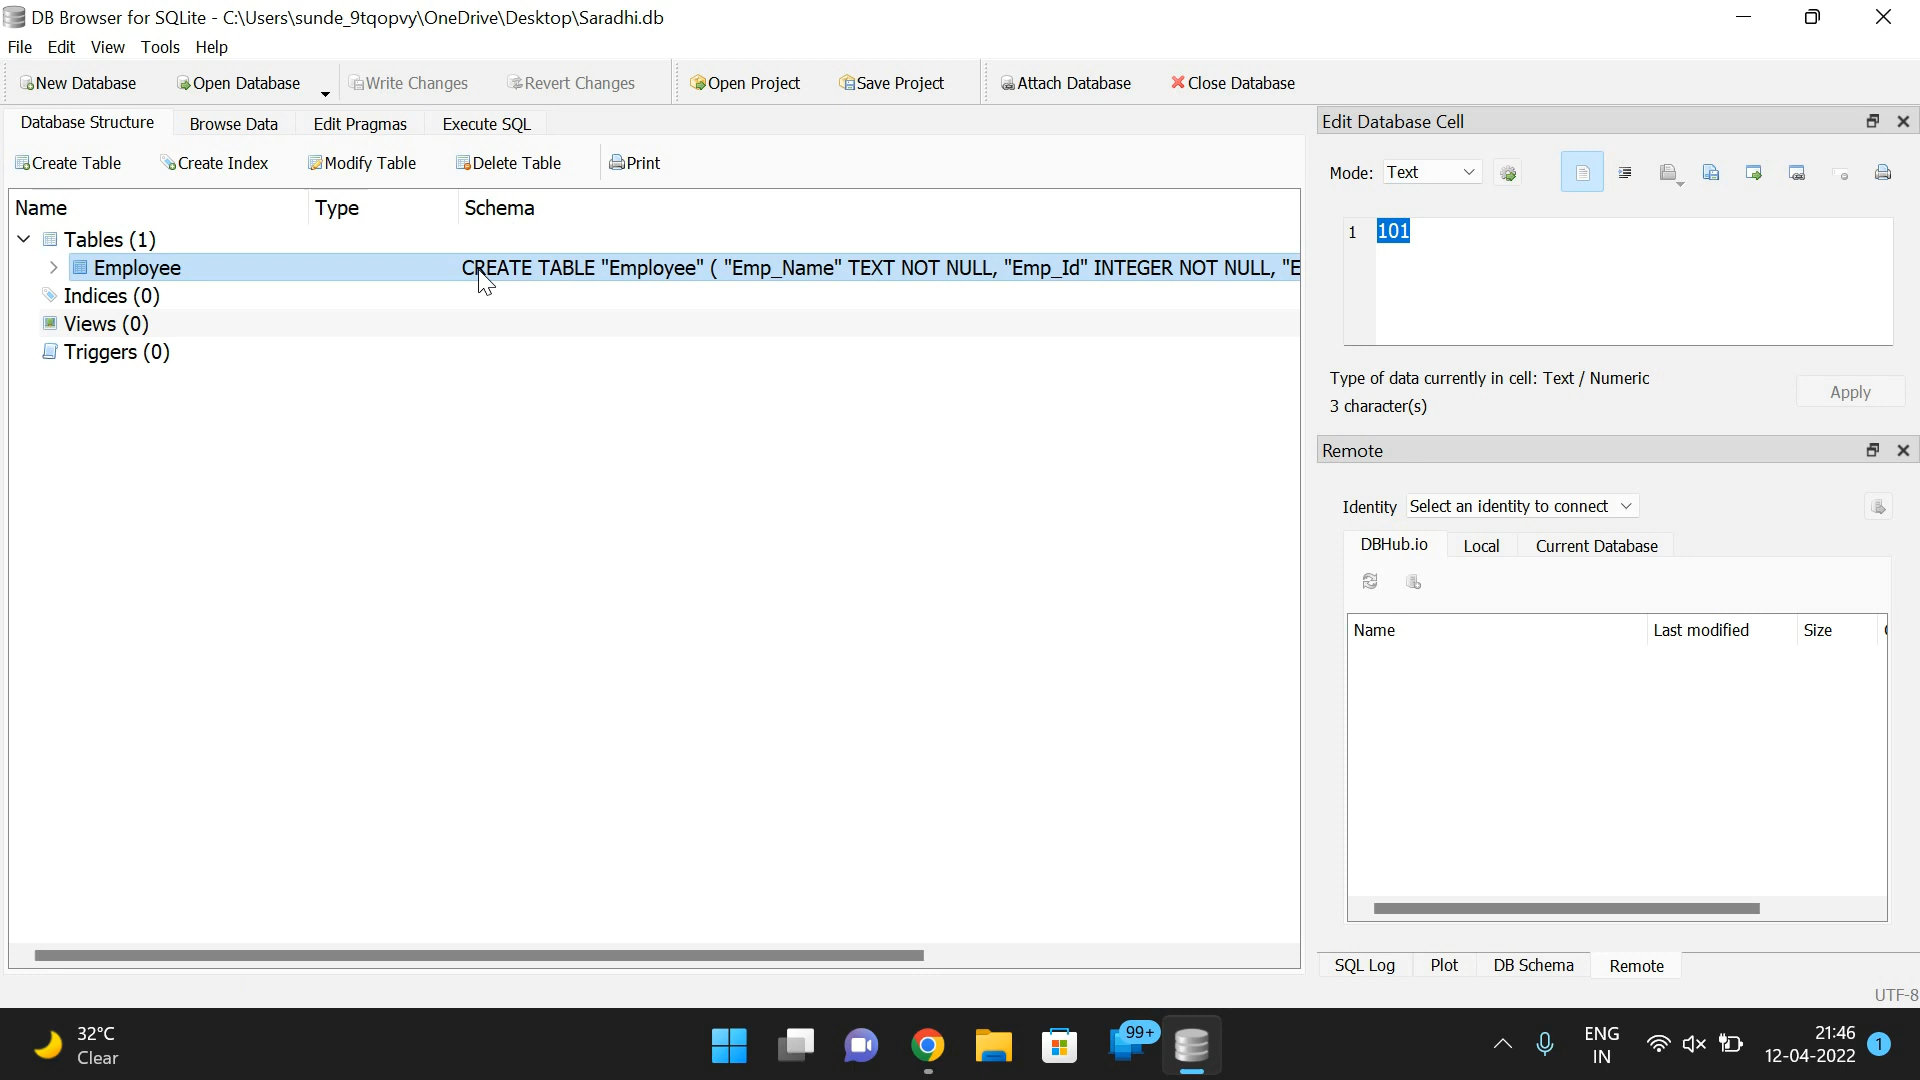 DB Browser for SQLite - C:\Users\sunde_9tqopvy\OneDrive\Desktop\Saradhi.db
File Edit View Tools Help
New Database Open Database Write Changes Revert Changes Open Project Save Project Attach Database Close Database
Database Structure Browse Data Edit Pragmas Execute SQL
Create Table Create Index Modify Table Delete Table Print
Name Type Schema
Tables (1)
Employee CREATE TABLE "Employee" ( "Emp_Name" TEXT NOT NULL, "Emp_Id" INTEGER NOT NULL, "E
Indices (0)
Views (0)
Triggers (0)
Edit Database Cell
Mode: Text
1 101
Type of data currently in cell: Text / Numeric
3 character(s)
Apply
Remote
Identity Select an identity to connect
DBHub.io Local Current Database
Name Last modified Size
SQL Log Plot DB Schema Remote
UTF-8
32°C
Clear
99+
ENG
IN
21:46
12-04-2022
1